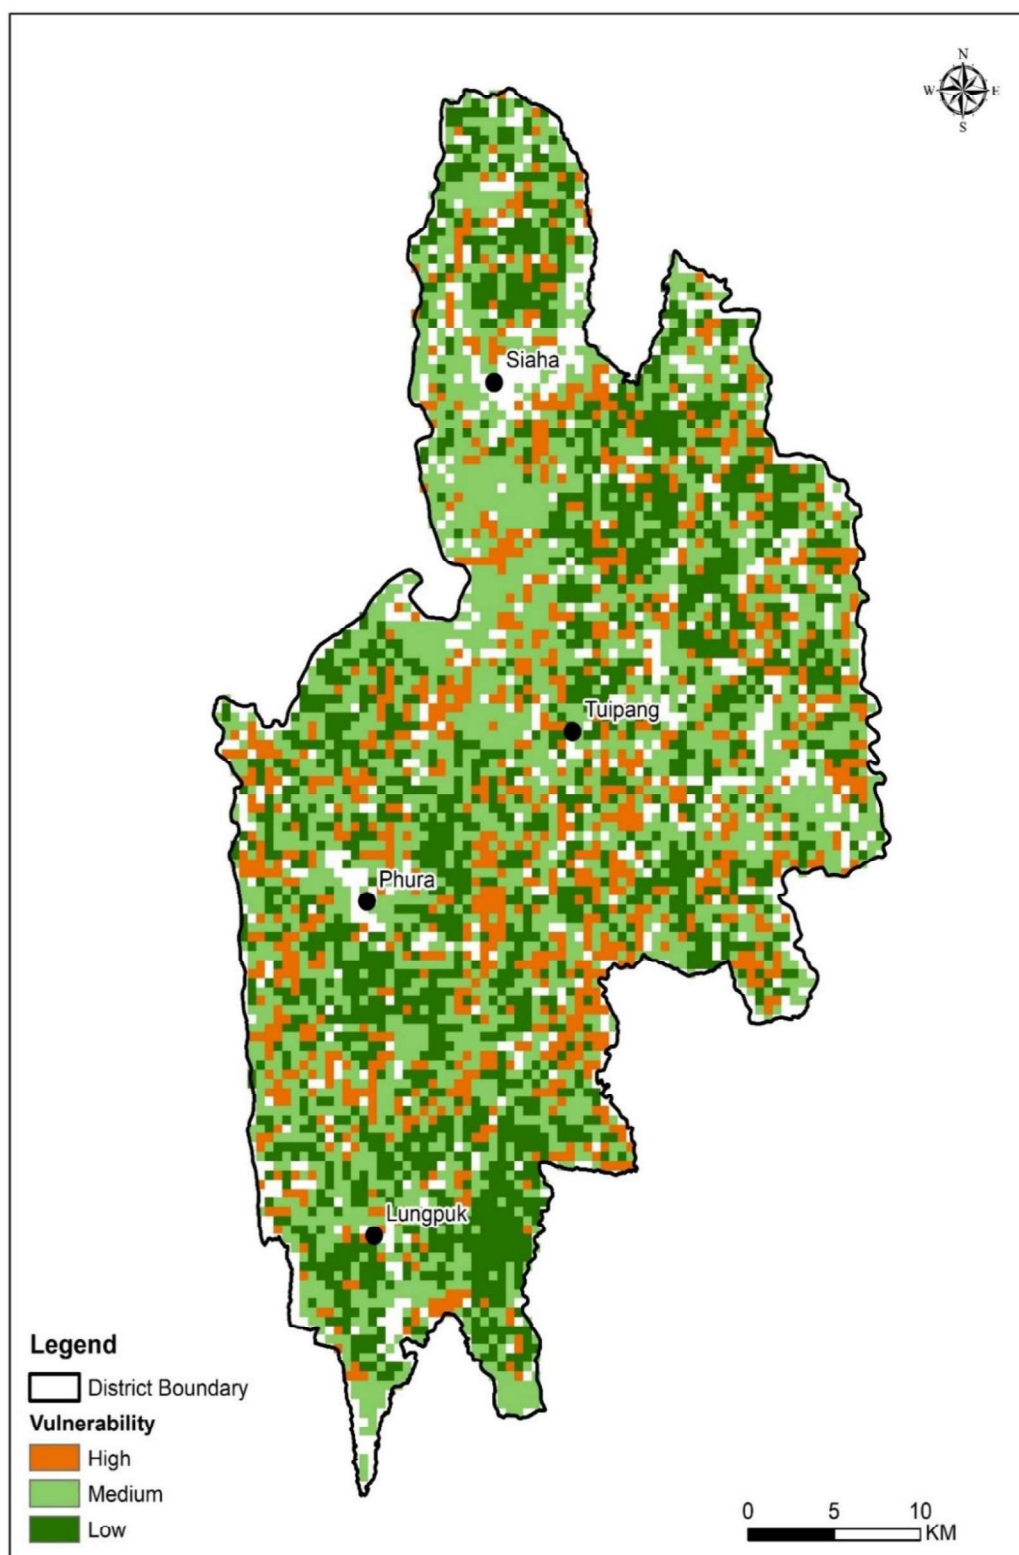 N
W E
S
Siaha
Tuipang
Phura
Lungpuk
Legend
District Boundary
Vulnerability
High
Medium
Low
0 5 10
KM